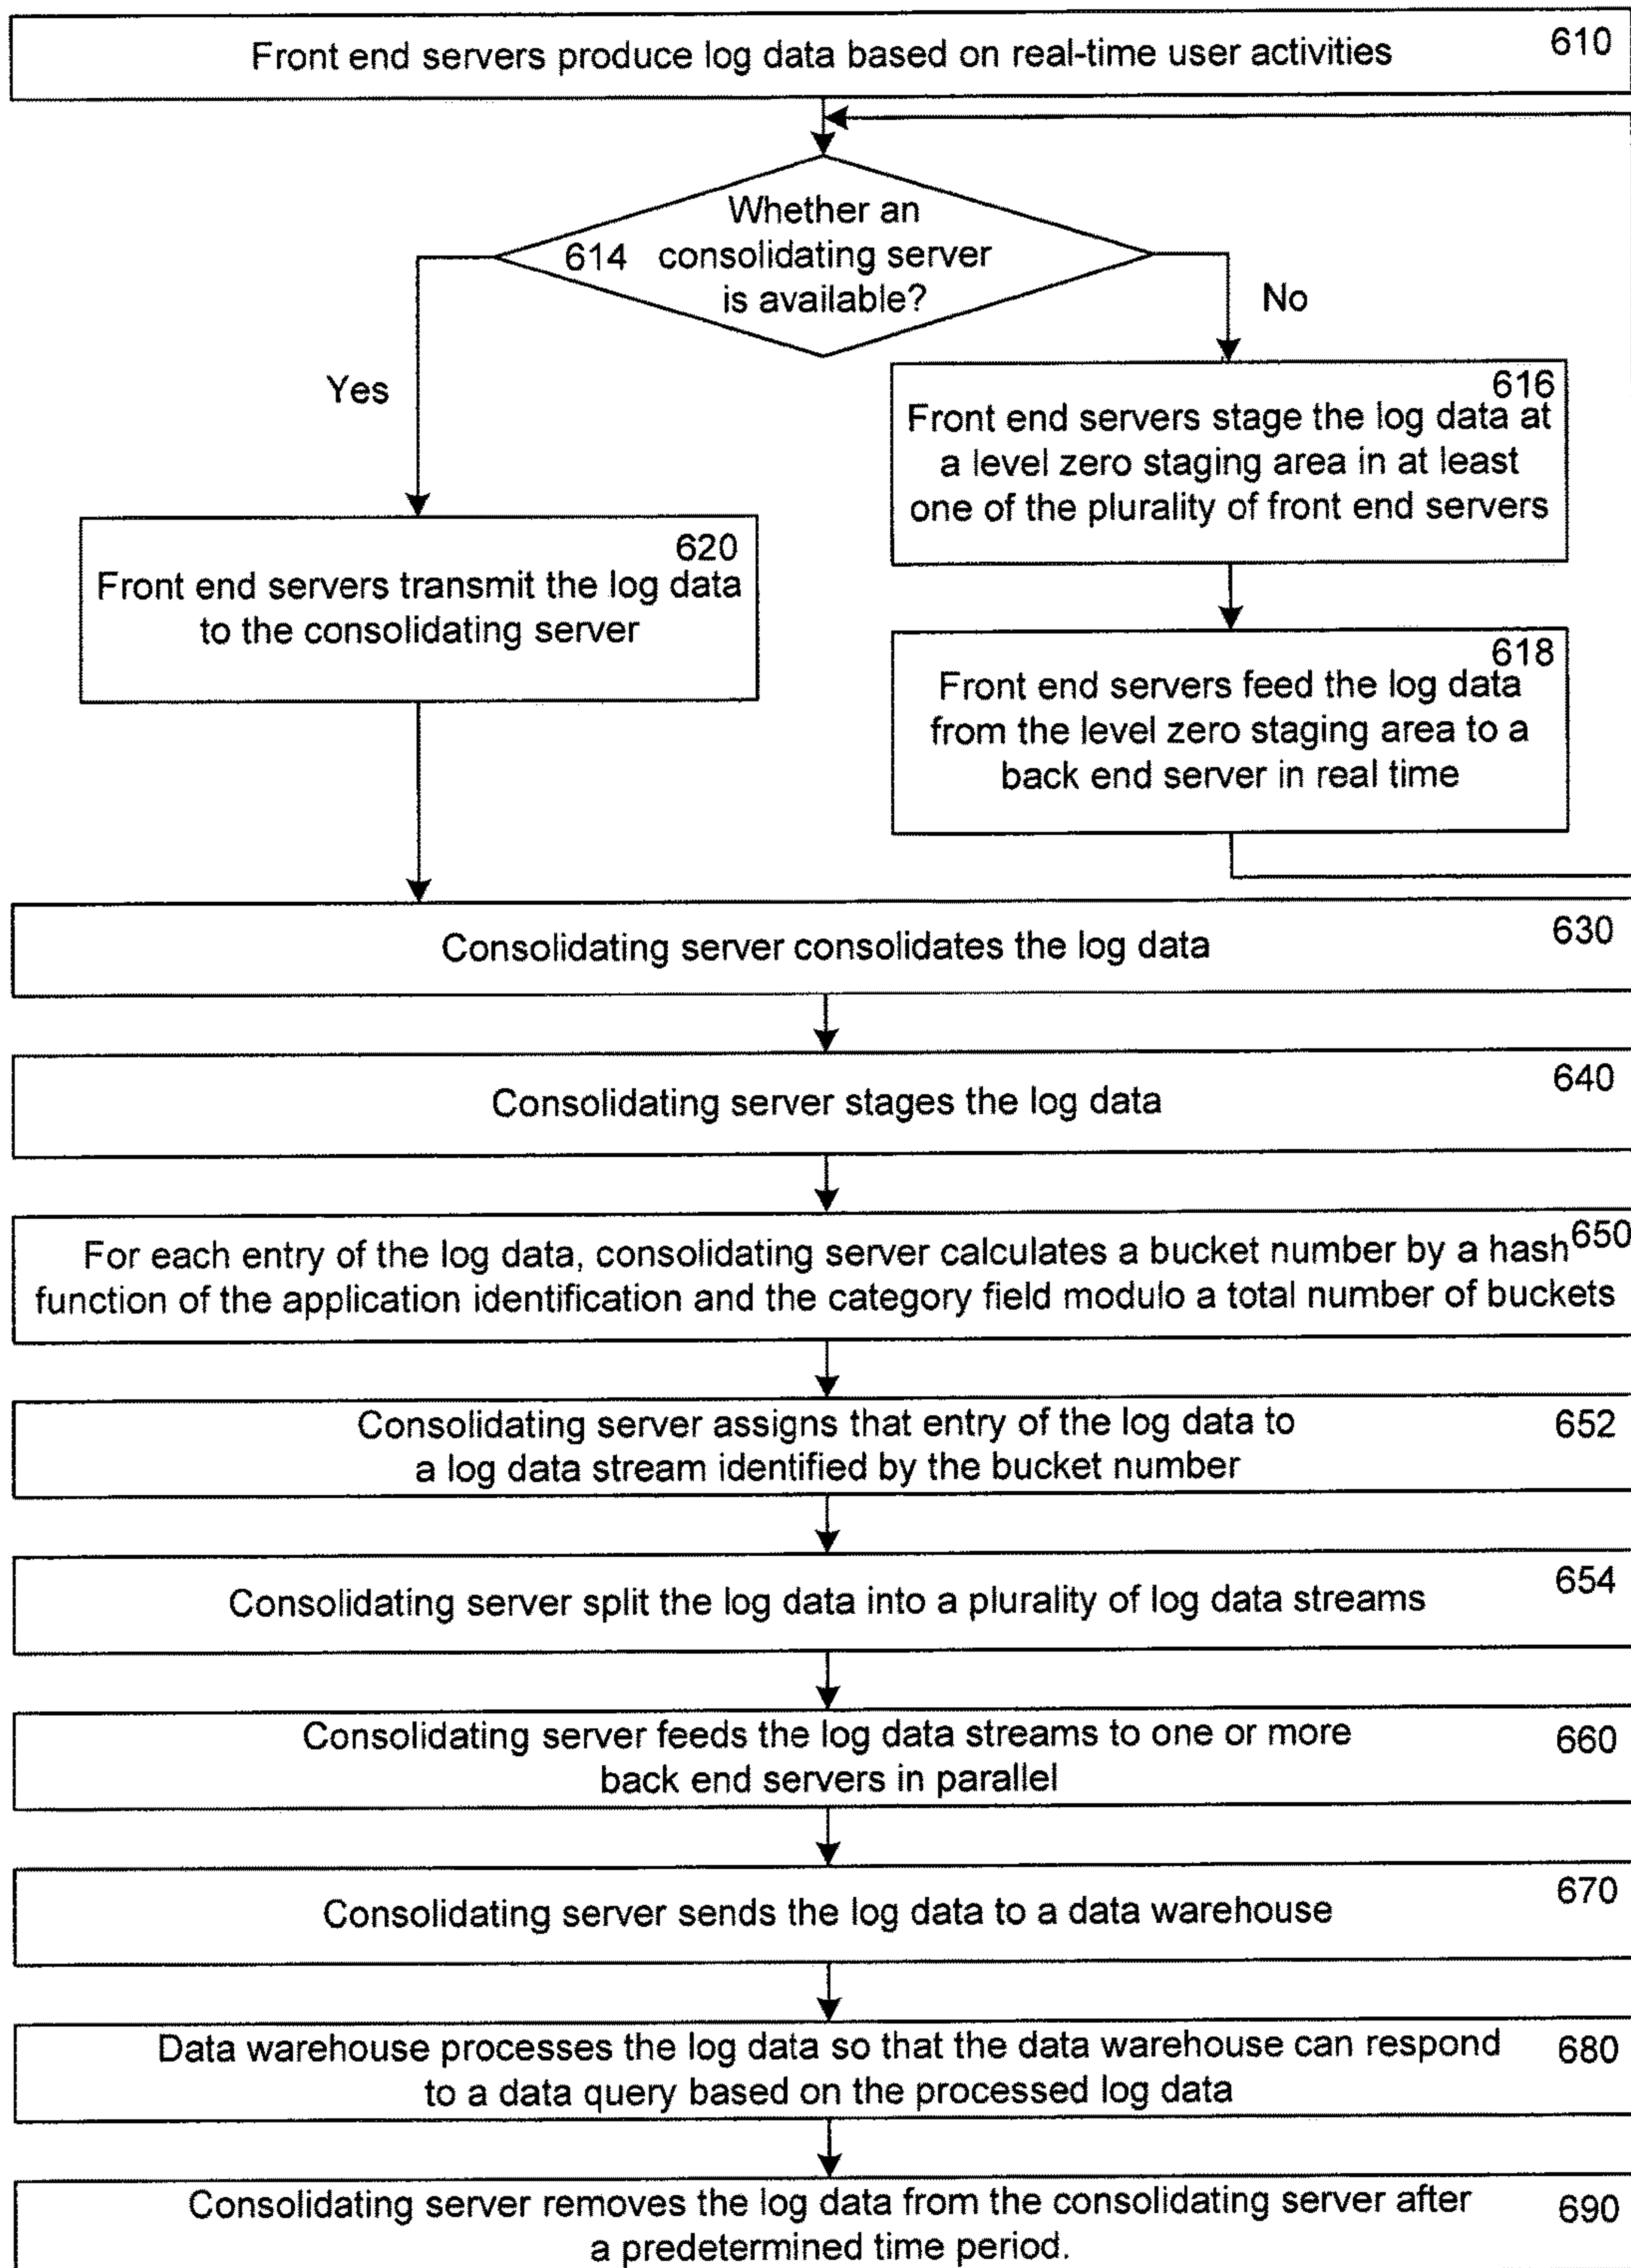 Front end servers produce log data based on real-time user activities
610
Whether an
614 consolidating server
is available?
No
Yes
616
Front end servers stage the log data at
a level zero staging area in at least
one of the plurality of front end servers
620
Front end servers transmit the log data
to the consolidating server
618
Front end servers feed the log data
from the level zero staging area to a
back end server in real time
Consolidating server consolidates the log data
630
Consolidating server stages the log data
640
For each entry of the log data, consolidating server calculates a bucket number by a hash 650
function of the application identification and the category field modulo a total number of buckets
Consolidating server assigns that entry of the log data to
652
a log data stream identified by the bucket number
Consolidating server split the log data into a plurality of log data streams
654
Consolidating server feeds the log data streams to one or more
660
back end servers in parallel
Consolidating server sends the log data to a data warehouse
670
Data warehouse processes the log data so that the data warehouse can respond
680
to a data query based on the processed log data
Consolidating server removes the log data from the consolidating server after
690
a predetermined time period.